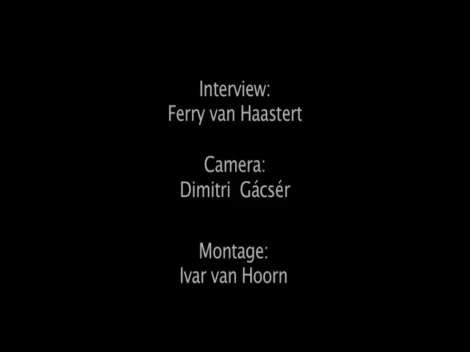 Interview:
Ferry van Haastert
Camera:
Dimitri Gácsér
Montage:
Ivar van Hoorn